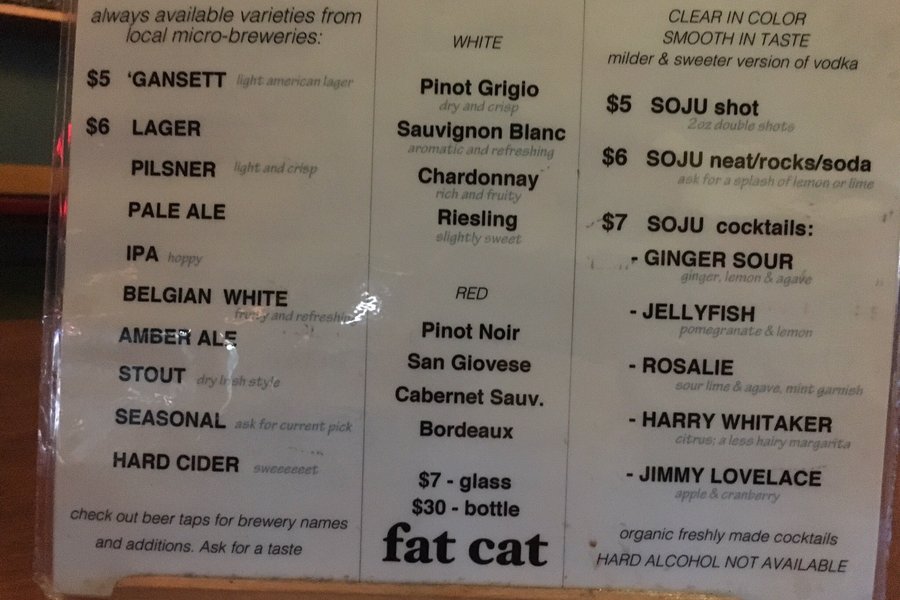 always available varieties from
local micro-breweries:
$5 'GANSETT light american lager
$6 LAGER
PILSNER light and crisp
PALE ALE
IPA hoppy
BELGIAN WHITE
fruity and refreshing
AMBER ALE
STOUT dry Irish style
SEASONAL ask for current pick
HARD CIDER sweeeeeet
check out beer taps for brewery names
and additions. Ask for a taste
WHITE
Pinot Grigio
dry and crisp
Sauvignon Blanc
aromatic and refreshing
Chardonnay
rich and fruity
Riesling
slightly sweet
RED
Pinot Noir
San Giovese
Cabernet Sauv.
Bordeaux
$7 - glass
$30 - bottle
fat cat
CLEAR IN COLOR
SMOOTH IN TASTE
milder & sweeter version of vodka
$5 SOJU shot
2oz double shots
$6 SOJU neat/rocks/soda
ask for a splash of lemon or lime
$7 SOJU cocktails:
- GINGER SOUR
ginger, lemon & agave
- JELLYFISH
pomegranate & lemon
- ROSALIE
sour lime & agave, mint garnish
- HARRY WHITAKER
citrus; a less hairy margarita
- JIMMY LOVELACE
apple & cranberry
organic freshly made cocktails
HARD ALCOHOL NOT AVAILABLE